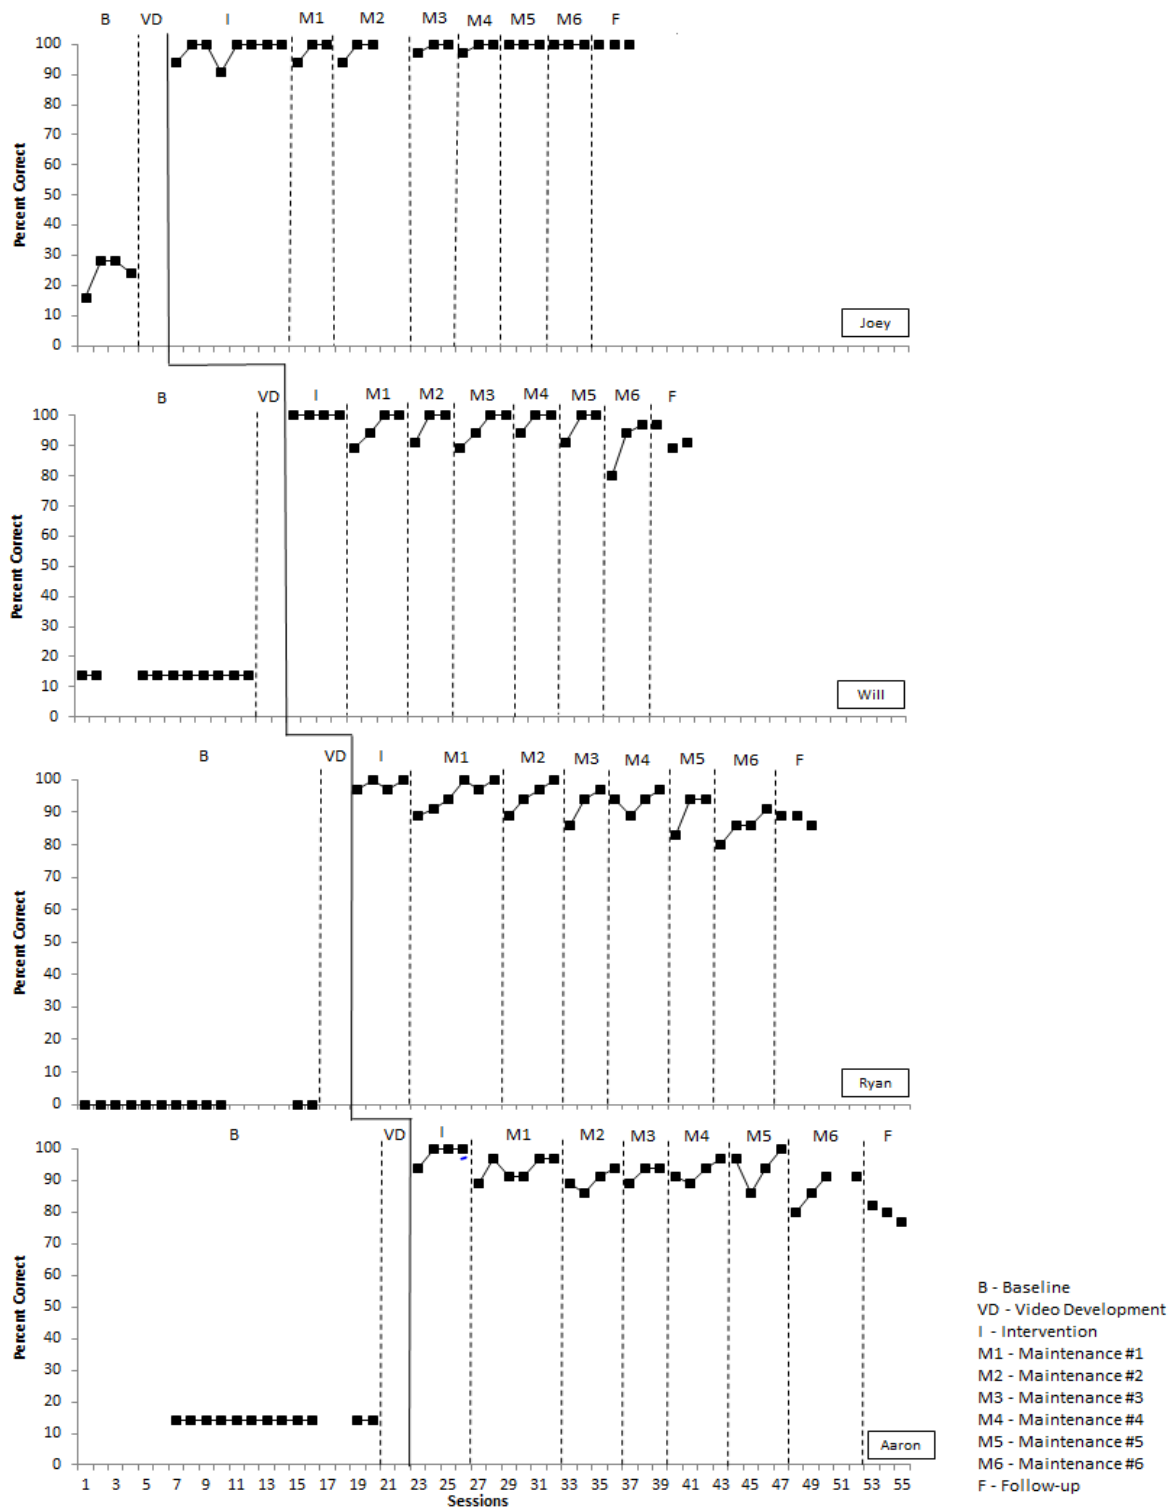 B VD I M1 M2 M3 M4 M5 M6 F
100
90
80
70
60
50
40
30
20
10
0
Percent Correct
Joey
B VD I M1 M2 M3 M4 M5 M6 F
100
90
80
70
60
50
40
30
20
10
0
Percent Correct
Will
B VD I M1 M2 M3 M4 M5 M6 F
100
90
80
70
60
50
40
30
20
10
0
Percent Correct
Ryan
B VD I M1 M2 M3 M4 M5 M6 F
100
90
80
70
60
50
40
30
20
10
0
Percent Correct
Aaron
1 3 5 7 9 11 13 15 17 19 21 23 25 27 29 31 33 35 37 39 41 43 45 47 49 51 53 55
Sessions
B - Baseline
VD - Video Development
I - Intervention
M1 - Maintenance #1
M2 - Maintenance #2
M3 - Maintenance #3
M4 - Maintenance #4
M5 - Maintenance #5
M6 - Maintenance #6
F - Follow-up